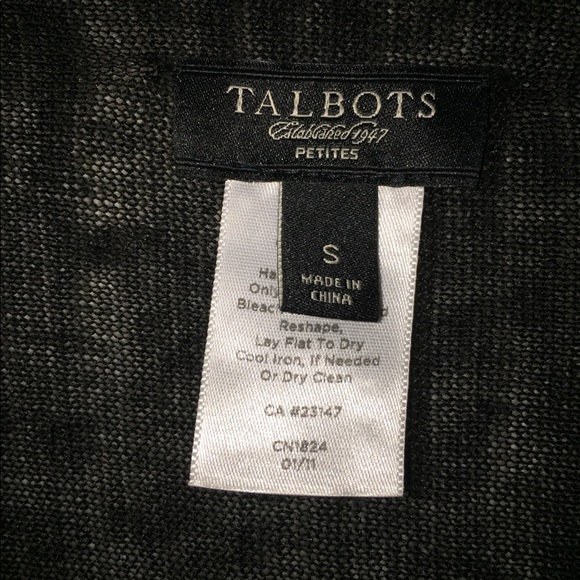 TALBOTS
Established 1947
PETITES
S
MADE IN
CHINA
Reshape,
Lay Flat To Dry
Cool Iron, If Needed
Or Dry Clean
CA #23147
CN1824
01/11